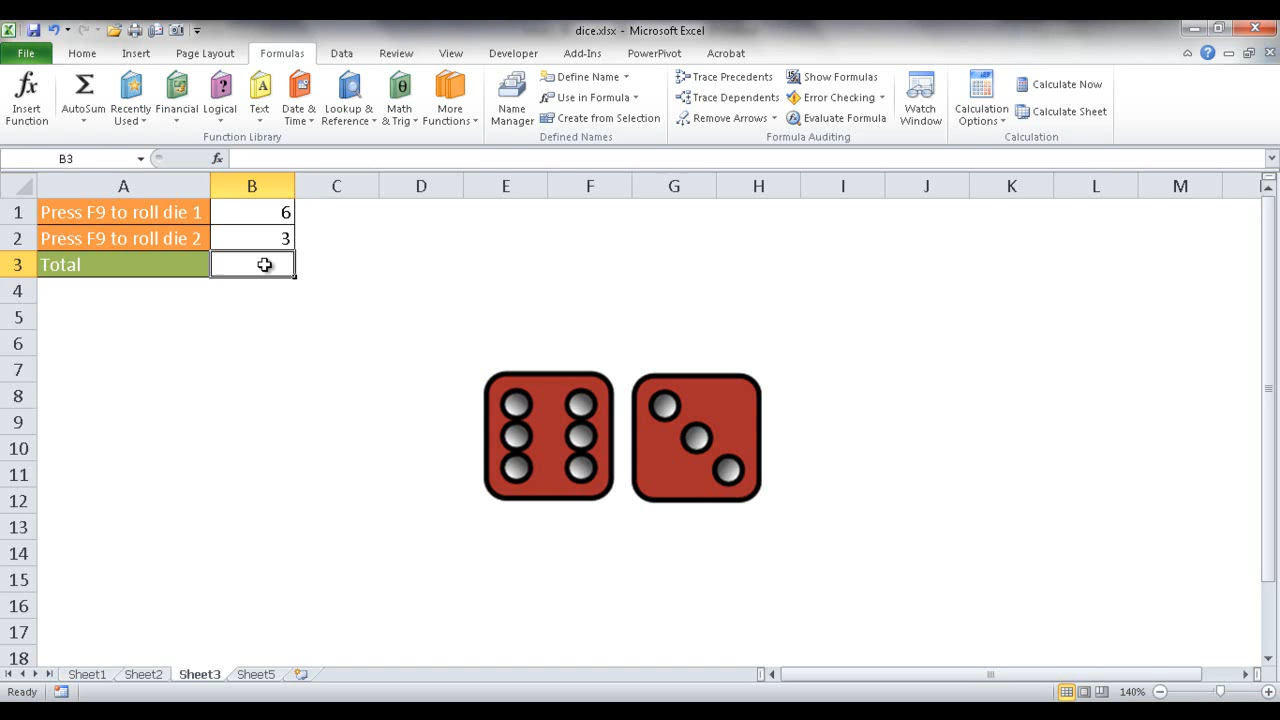 dice.xlsx - Microsoft Excel
File Home Insert Page Layout Formulas Data Review View Developer Add-Ins PowerPivot Acrobat
fx Insert Function
Σ AutoSum
Recently Used
Financial
Logical
Text
Date & Time
Lookup & Reference
Math & Trig
More Functions
Function Library
Name Manager
Define Name
Use in Formula
Create from Selection
Defined Names
Trace Precedents
Trace Dependents
Remove Arrows
Show Formulas
Error Checking
Evaluate Formula
Watch Window
Formula Auditing
Calculation Options
Calculate Now
Calculate Sheet
Calculation
B3 fx
A B C D E F G H I J K L M
1 Press F9 to roll die 1 6
2 Press F9 to roll die 2 3
3 Total
4
5
6
7
8
9
10
11
12
13
14
15
16
17
18
Sheet1 Sheet2 Sheet3 Sheet5
Ready 140%